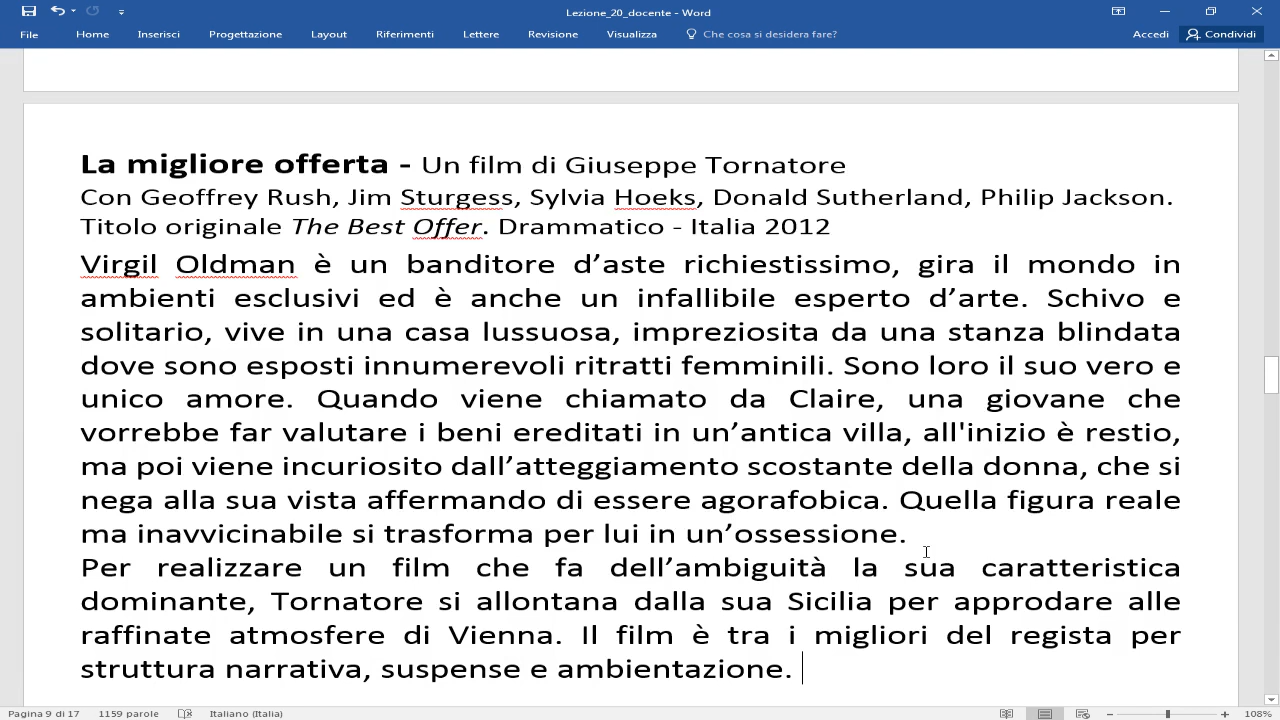 Lezione_20_docente - Word
File Home Inserisci Progettazione Layout Riferimenti Lettere Revisione Visualizza Che cosa si desidera fare? Accedi Condividi
La migliore offerta - Un film di Giuseppe Tornatore
Con Geoffrey Rush, Jim Sturgess, Sylvia Hoeks, Donald Sutherland, Philip Jackson.
Titolo originale The Best Offer. Drammatico - Italia 2012
Virgil Oldman è un banditore d’aste richiestissimo, gira il mondo in
ambienti esclusivi ed è anche un infallibile esperto d’arte. Schivo e
solitario, vive in una casa lussuosa, impreziosita da una stanza blindata
dove sono esposti innumerevoli ritratti femminili. Sono loro il suo vero e
unico amore. Quando viene chiamato da Claire, una giovane che
vorrebbe far valutare i beni ereditati in un’antica villa, all'inizio è restio,
ma poi viene incuriosito dall’atteggiamento scostante della donna, che si
nega alla sua vista affermando di essere agorafobica. Quella figura reale
ma inavvicinabile si trasforma per lui in un’ossessione.
Per realizzare un film che fa dell’ambiguità la sua caratteristica
dominante, Tornatore si allontana dalla sua Sicilia per approdare alle
raffinate atmosfere di Vienna. Il film è tra i migliori del regista per
struttura narrativa, suspense e ambientazione.
Pagina 9 di 17 1159 parole Italiano (Italia) 108%